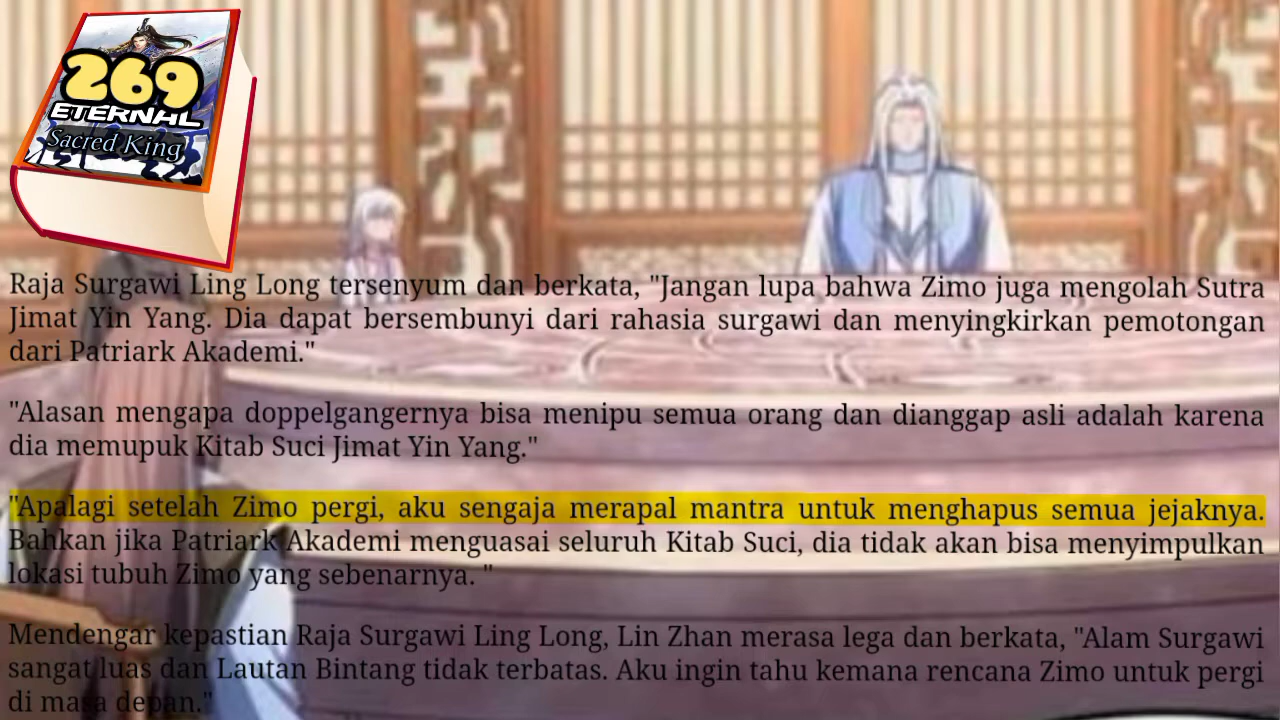 269
ETERNAL
Sacred King
Raja Surgawi Ling Long tersenyum dan berkata, "Jangan lupa bahwa Zimo juga mengolah Sutra
Jimat Yin Yang. Dia dapat bersembunyi dari rahasia surgawi dan menyingkirkan pemotongan
dari Patriark Akademi."
"Alasan mengapa doppelgangernya bisa menipu semua orang dan dianggap asli adalah karena
dia memupuk Kitab Suci Jimat Yin Yang."
"Apalagi setelah Zimo pergi, aku sengaja merapal mantra untuk menghapus semua jejaknya.
Bahkan jika Patriark Akademi menguasai seluruh Kitab Suci, dia tidak akan bisa menyimpulkan
lokasi tubuh Zimo yang sebenarnya. "
Mendengar kepastian Raja Surgawi Ling Long, Lin Zhan merasa lega dan berkata, "Alam Surgawi
sangat luas dan Lautan Bintang tidak terbatas. Aku ingin tahu kemana rencana Zimo untuk pergi
di masa depan."